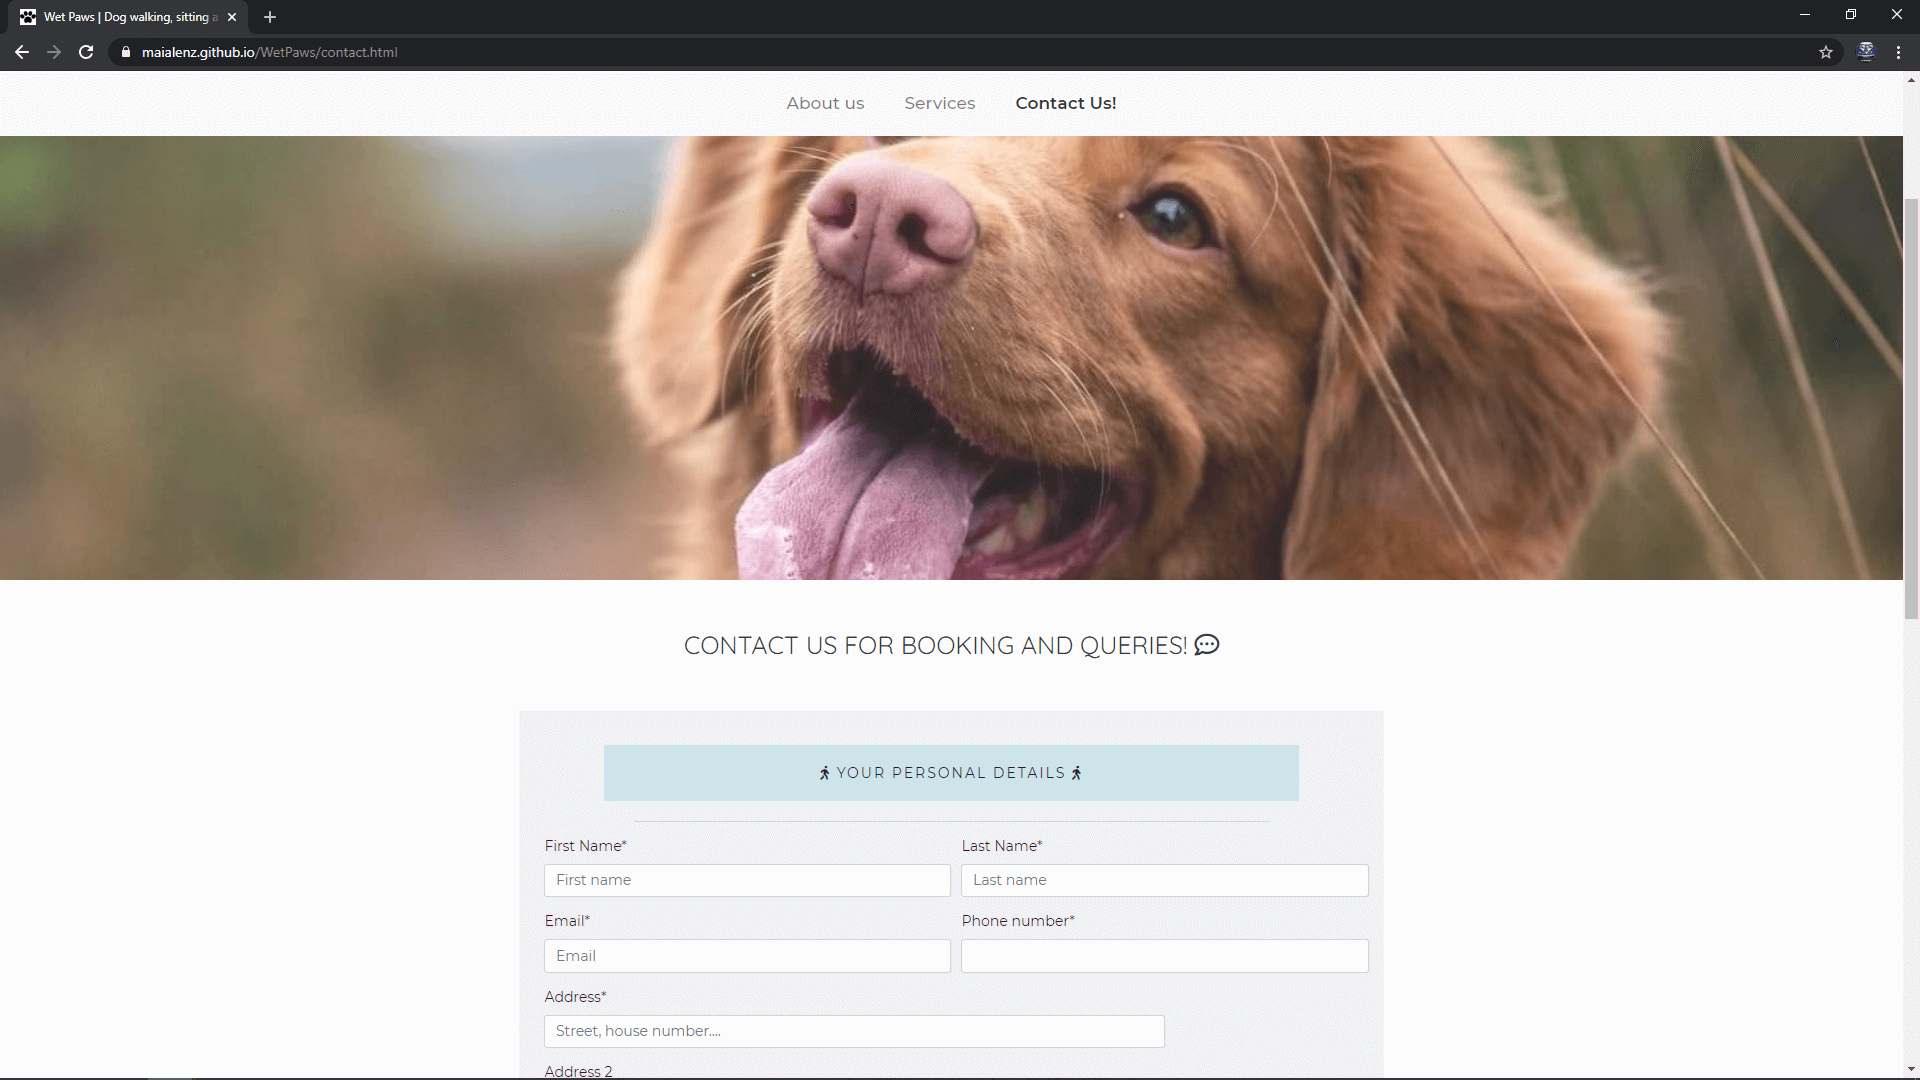 Wet Paws | Dog walking, sitting a
maialenz.github.io/WetPaws/contact.html
About us Services Contact Us!
CONTACT US FOR BOOKING AND QUERIES!
YOUR PERSONAL DETAILS
First Name* Last Name*
First name Last name
Email* Phone number*
Email
Address*
Street, house number....
Address 2